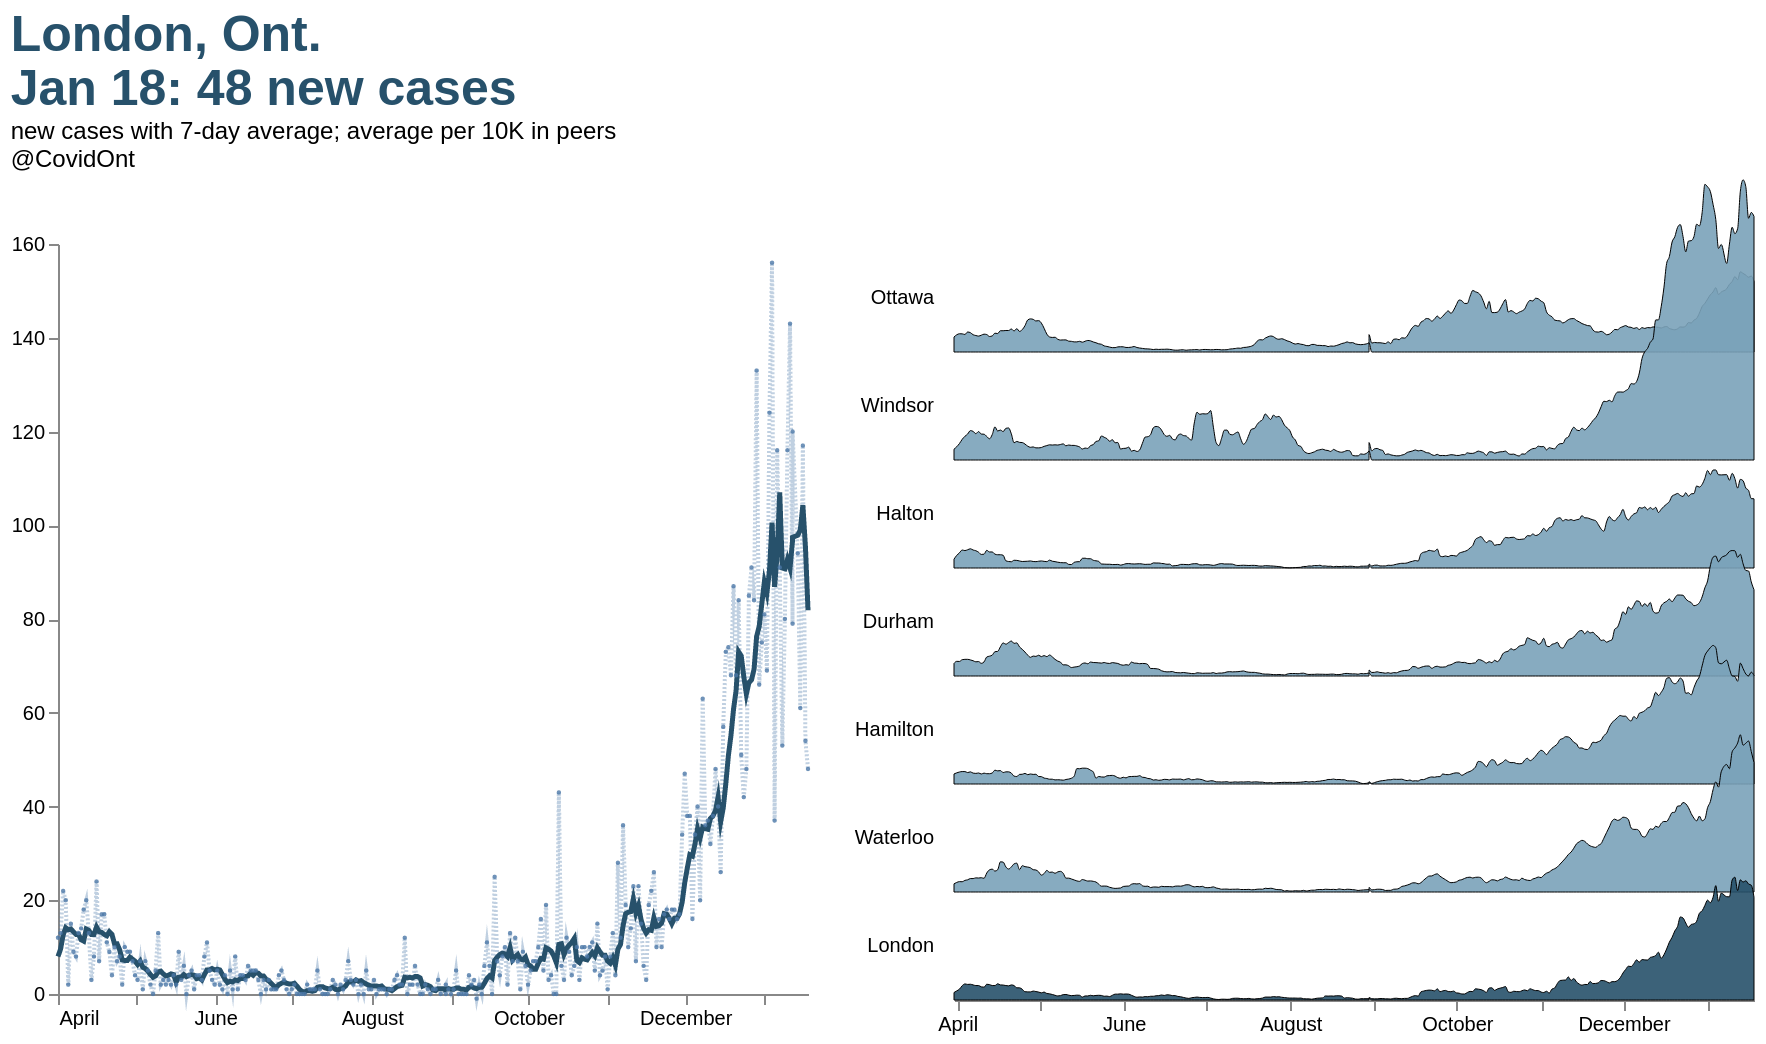 London, Ont.
Jan 18: 48 new cases
new cases with 7-day average; average per 10K in peers
@CovidOnt
160
140
120
100
80
60
40
20
0
April
June
August
October
December
Ottawa
Windsor
Halton
Durham
Hamilton
Waterloo
London
April
June
August
October
December